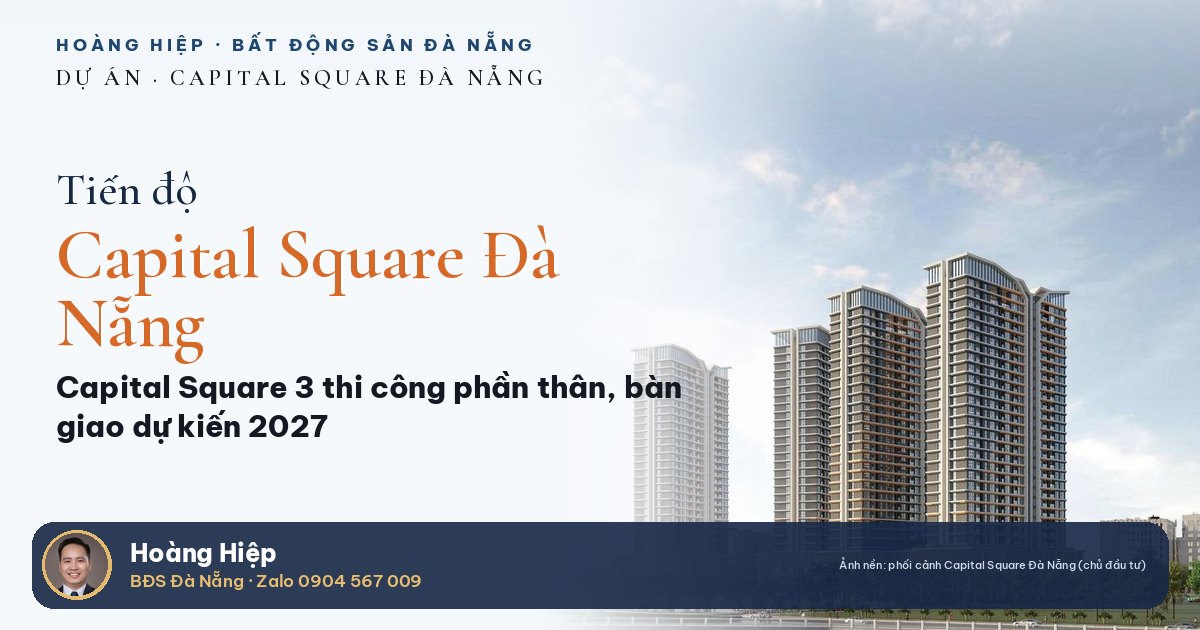 HOÀNG HIỆP · BẤT ĐỘNG SẢN ĐÀ NẴNG
DỰ ÁN · CAPITAL SQUARE ĐÀ NẴNG
Tiến độ
Capital Square Đà
Nẵng
Capital Square 3 thi công phần thân, bàn
giao dự kiến 2027
Hoàng Hiệp
BĐS Đà Nẵng · Zalo 0904 567 009
Ảnh nền: phối cảnh Capital Square Đà Nẵng (chủ đầu tư)